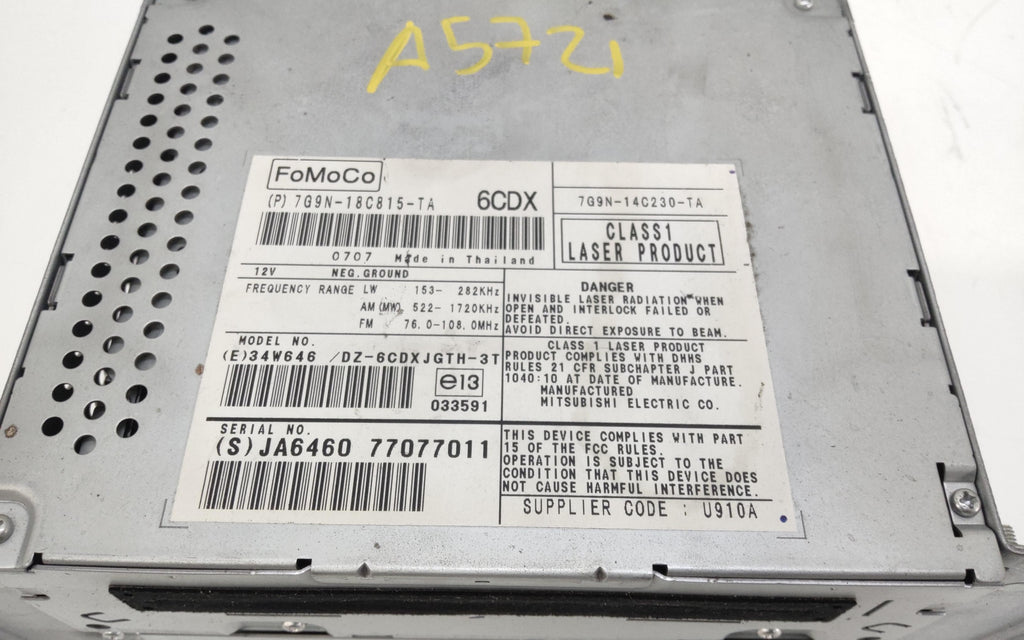 A5721
FoMoCo
(P) 7G9N-18C815-TA 6CDX
0707 Made in Thailand
7G9N-14C230-TA
CLASS1
LASER PRODUCT
12V NEG.GROUND
FREQUENCY RANGE LW 153- 282KHz
AM(MW) 522- 1720KHz
FM 76.0-108.0MHz
DANGER
INVISIBLE LASER RADIATION WHEN
OPEN AND INTERLOCK FAILED OR
DEFEATED.
AVOID DIRECT EXPOSURE TO BEAM.
MODEL NO.
(E)34W646 /DZ-6CDXJGTH-3T
e13
033591
CLASS 1 LASER PRODUCT
PRODUCT COMPLIES WITH DHHS
RULES 21 CFR SUBCHAPTER J PART
1040:10 AT DATE OF MANUFACTURE.
MANUFACTURED
MITSUBISHI ELECTRIC CO.
SERIAL NO.
(S)JA6460 77077011
THIS DEVICE COMPLIES WITH PART
15 OF THE FCC RULES.
OPERATION IS SUBJECT TO THE
CONDITION THAT THIS DEVICE DOES
NOT CAUSE HARMFUL INTERFERENCE.
SUPPLIER CODE : U910A